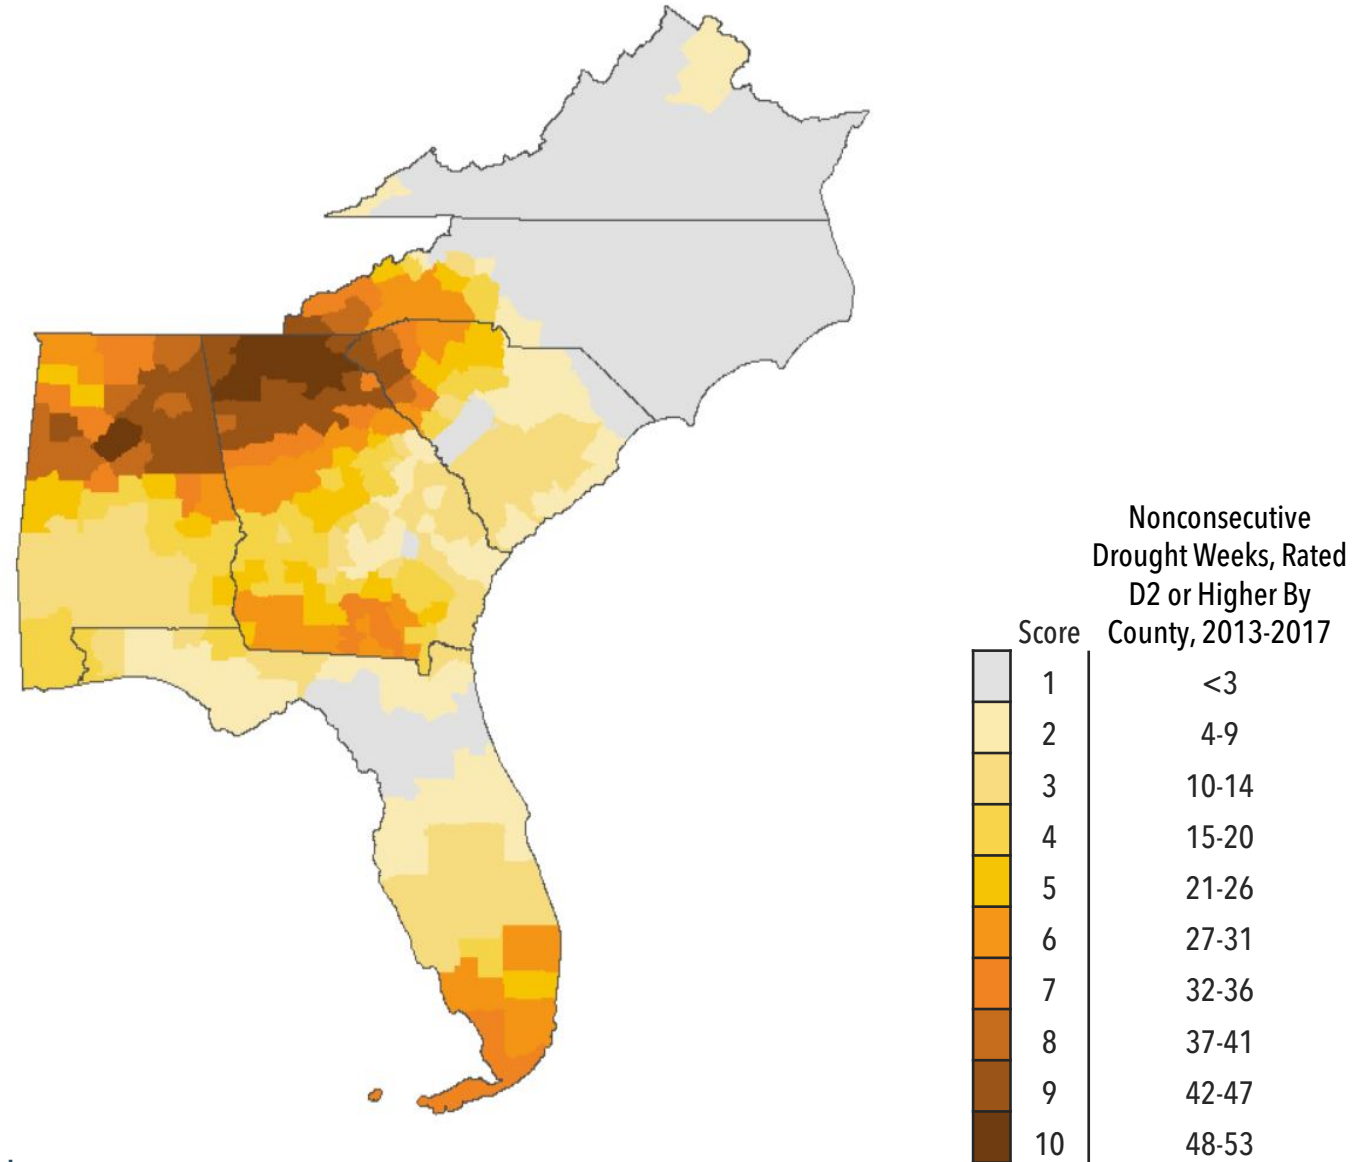 Nonconsecutive
Drought Weeks, Rated
D2 or Higher By
Score County, 2013-2017
1 <3
2 4-9
3 10-14
4 15-20
5 21-26
6 27-31
7 32-36
8 37-41
9 42-47
10 48-53